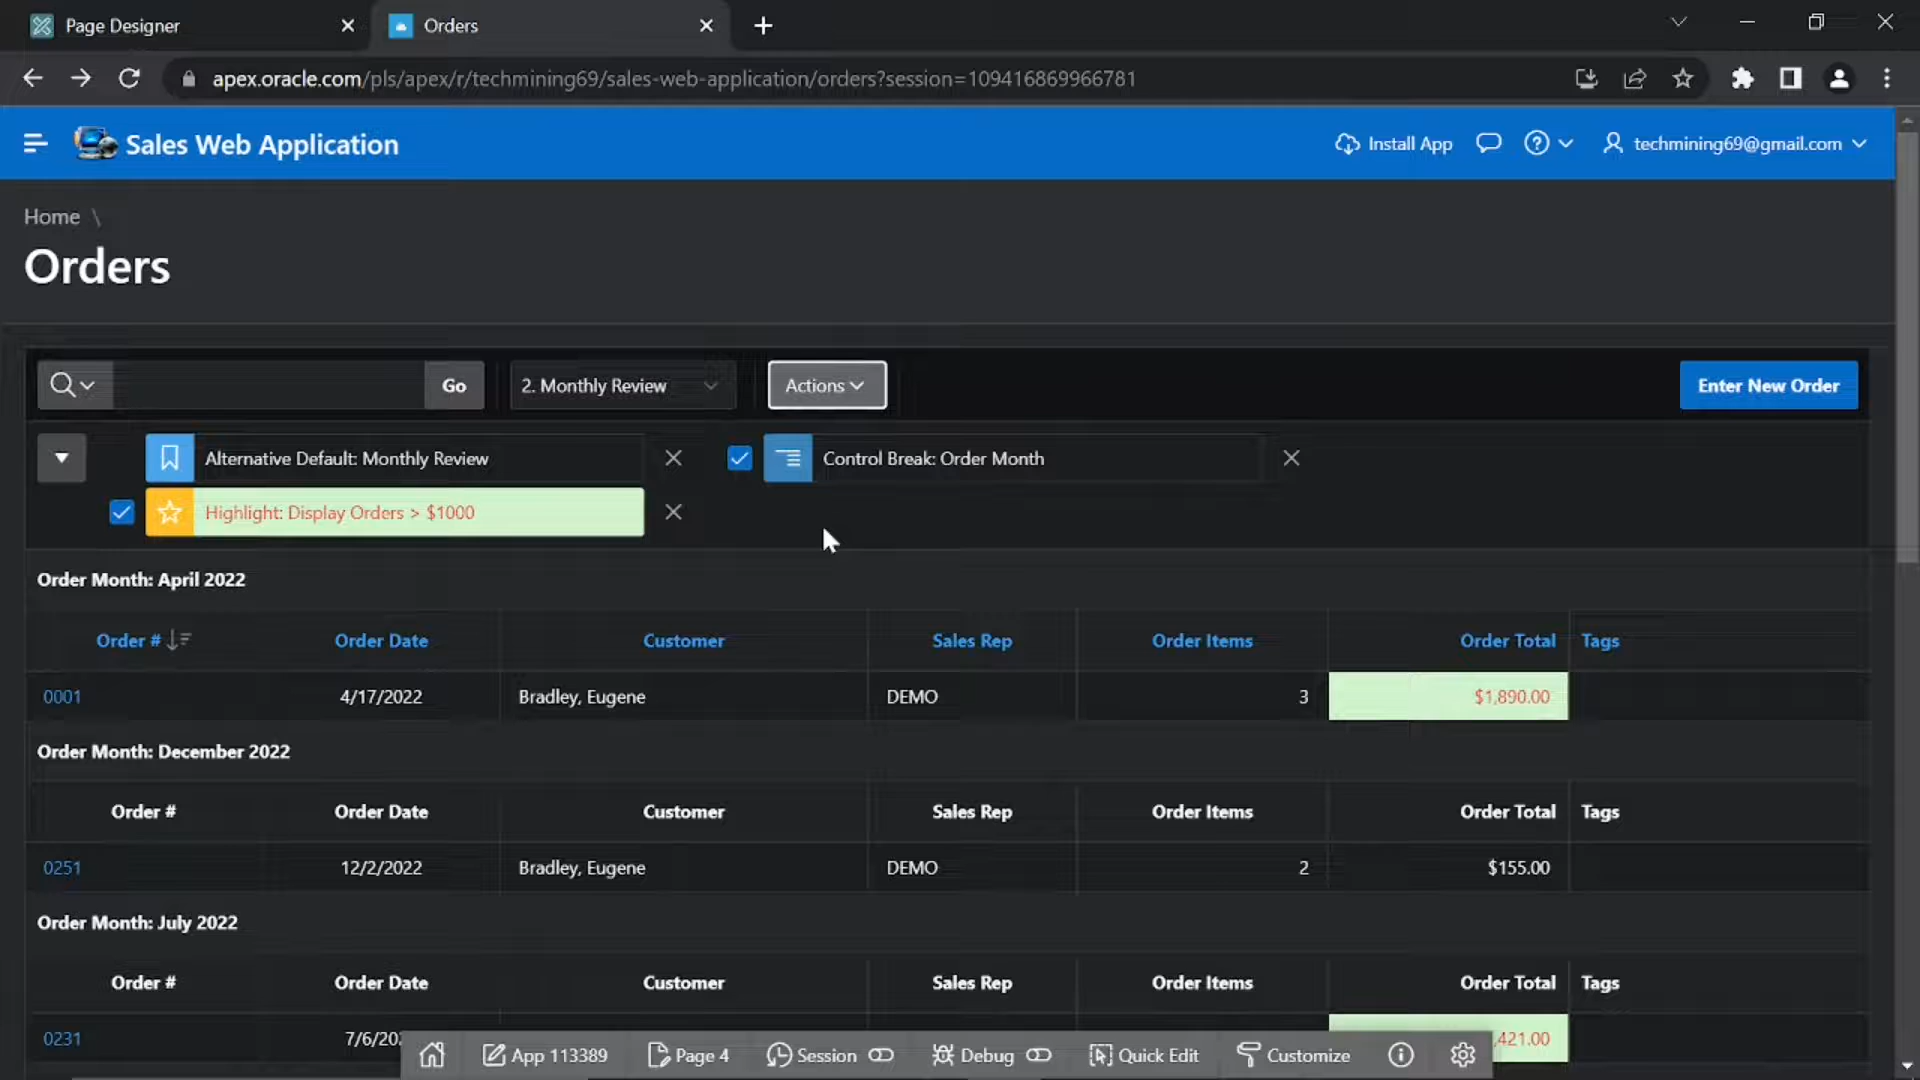 Page Designer
Orders
apex.oracle.com/pls/apex/r/techmining69/sales-web-application/orders?session=109416869966781
Sales Web Application
Install App
techmining69@gmail.com
Home \
Orders
Go
2. Monthly Review
Actions
Enter New Order
Alternative Default: Monthly Review
Control Break: Order Month
Highlight: Display Orders > $1000
Order Month: April 2022
Order # Order Date Customer Sales Rep Order Items Order Total Tags
0001 4/17/2022 Bradley, Eugene DEMO 3 $1,890.00
Order Month: December 2022
Order # Order Date Customer Sales Rep Order Items Order Total Tags
0251 12/2/2022 Bradley, Eugene DEMO 2 $155.00
Order Month: July 2022
Order # Order Date Customer Sales Rep Order Items Order Total Tags
0231 7/6/20 ,421.00
App 113389 Page 4 Session Debug Quick Edit Customize